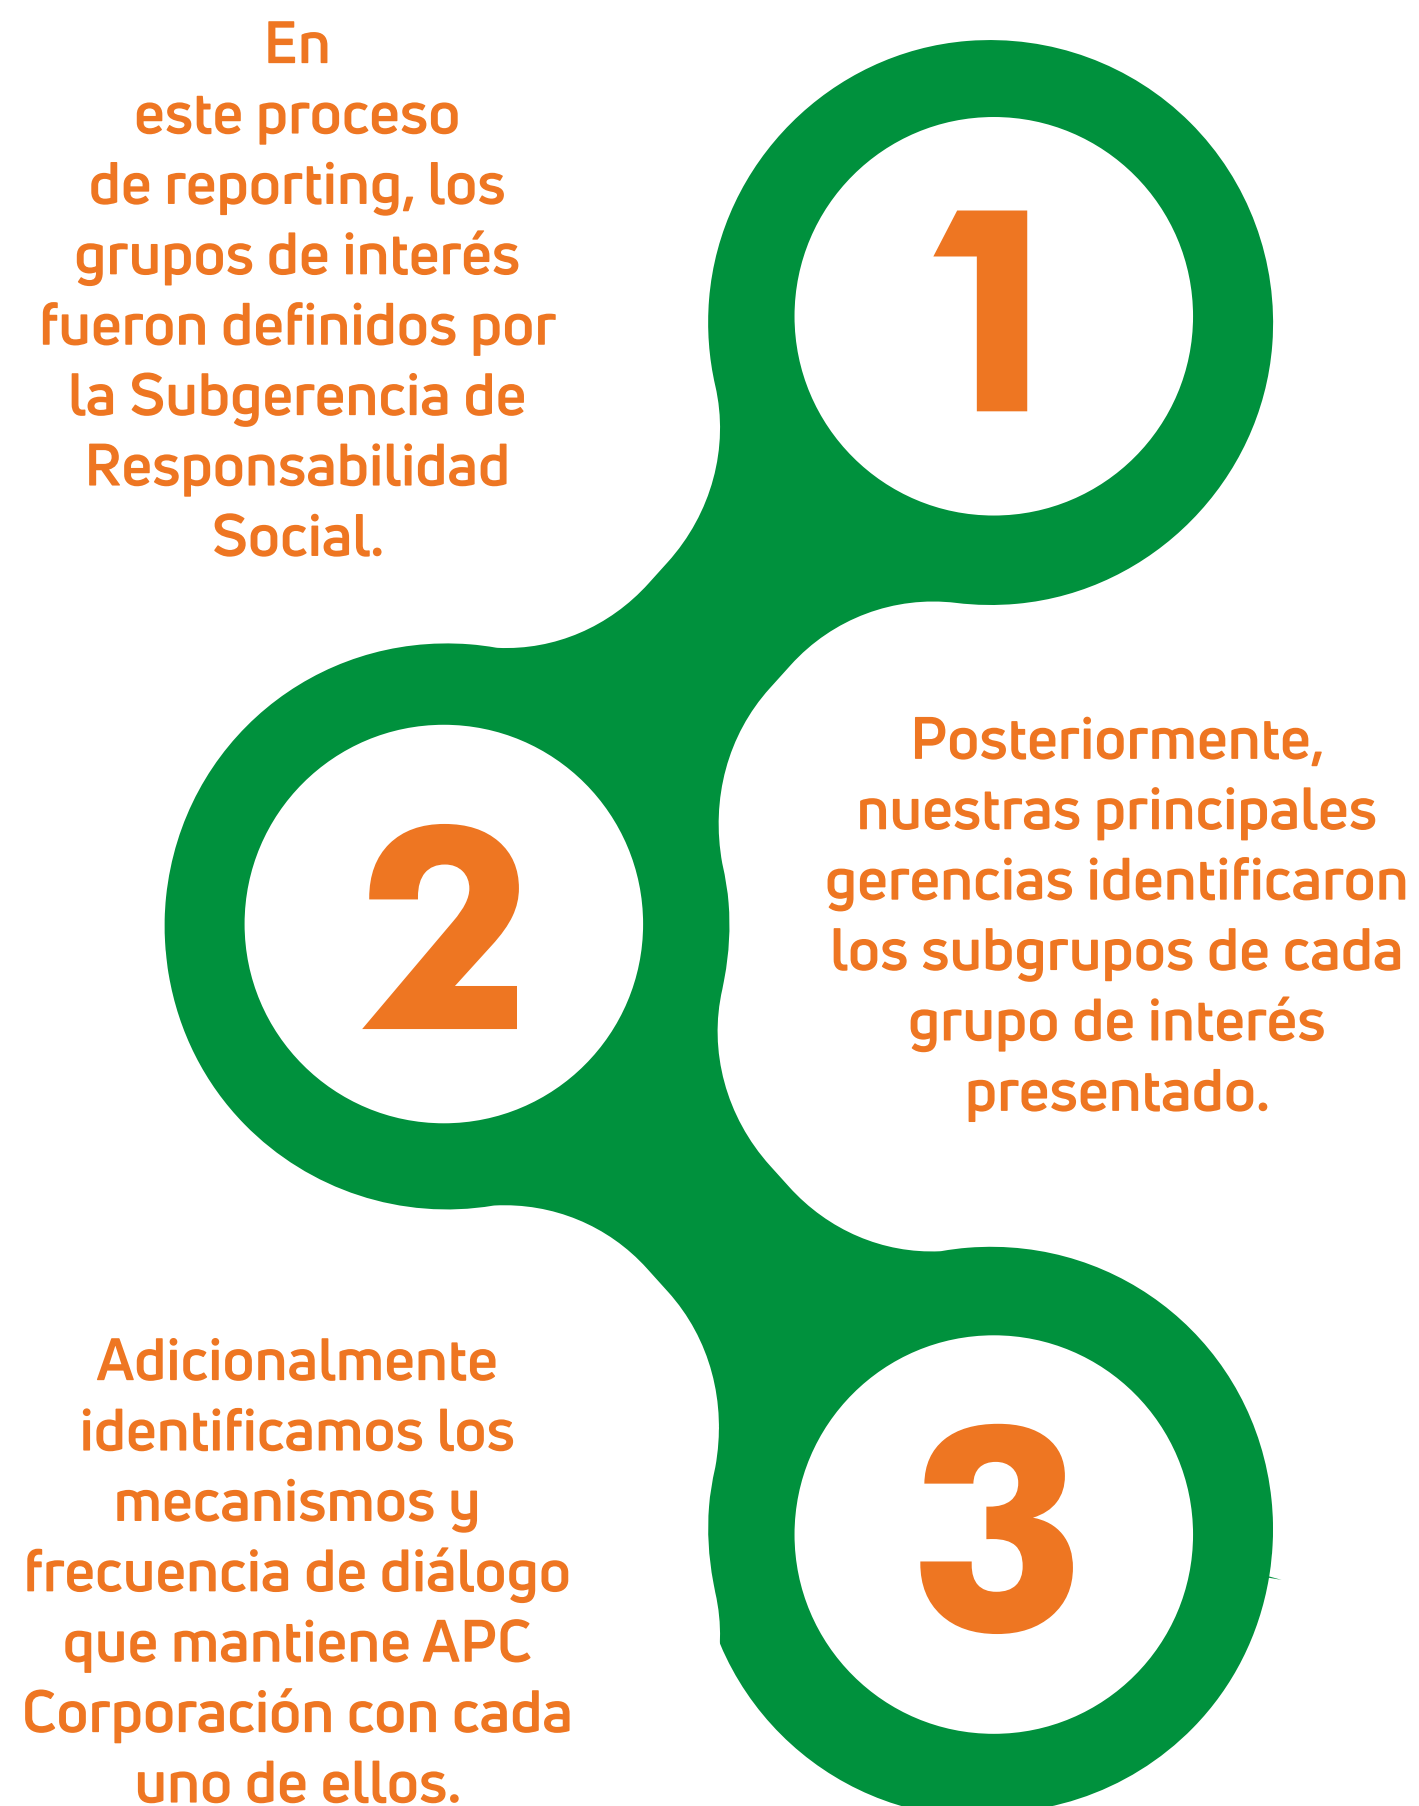 En
este proceso
de reporting, los
grupos de interés
fueron definidos por
la Subgerencia de
Responsabilidad
Social.
1
2
Posteriormente,
nuestras principales
gerencias identificaron
los subgrupos de cada
grupo de interés
presentado.
Adicionalmente
identificamos los
mecanismos y
frecuencia de diálogo
que mantiene APC
Corporación con cada
uno de ellos.
3